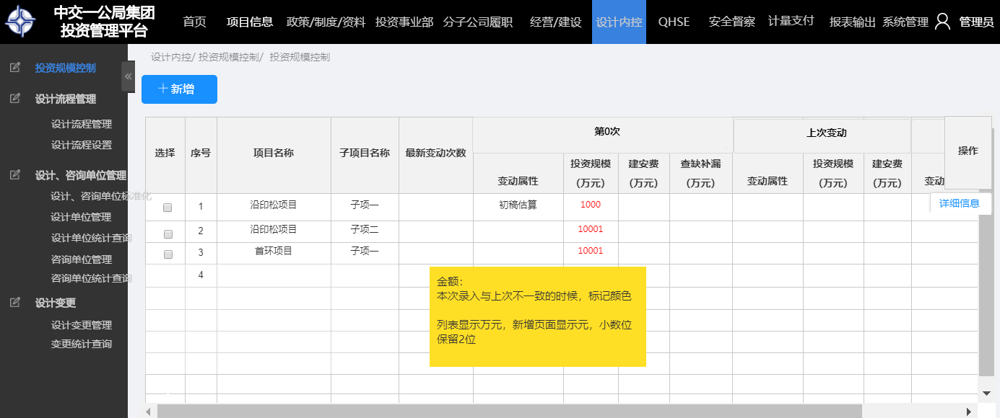 中交一公局集团
投资管理平台
首页 项目信息 政策/制度/资料 投资事业部 分子公司履职 经营/建设 设计内控 QHSE 安全督察 计量支付 报表输出 系统管理 管理员
设计内控/ 投资规模控制/ 投资规模控制
投资规模控制
«
设计流程管理
设计流程管理
设计流程设置
设计、咨询单位管理
设计、咨询单位标准化
设计单位管理
设计单位统计查询
咨询单位管理
咨询单位统计查询
设计变更
设计变更管理
变更统计查询
+ 新增
第0次 上次变动
选择 序号 项目名称 子项目名称 最新变动次数 操作
变动属性 投资规模 (万元) 建安费 (万元) 查缺补漏 (万元) 变动属性 投资规模 (万元) 建安费 (万元) 变动
1 沿印松项目 子项一 初稿估算 1000 详细信息
2 沿印松项目 子项二 10001
3 首环项目 子项一 10001
4
金额：
本次录入与上次不一致的时候，标记颜色
列表显示万元，新增页面显示元，小数位
保留2位